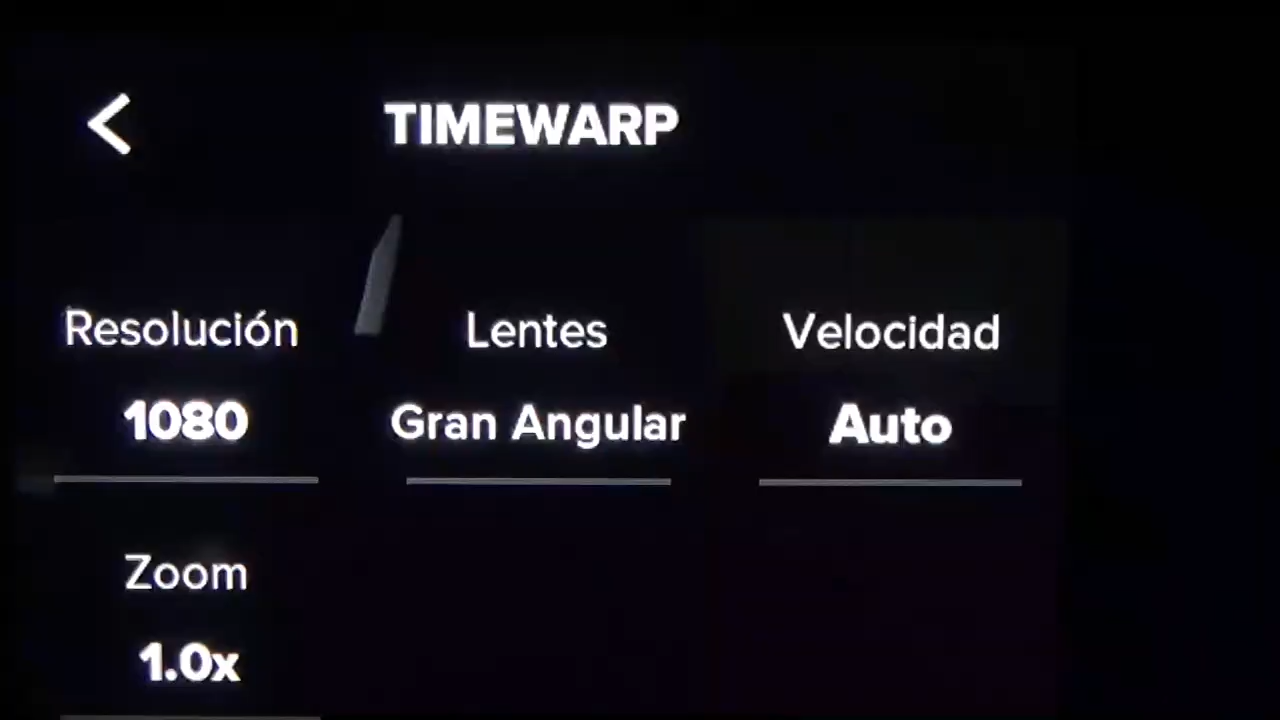 TIMEWARP
Resolución
Lentes
Velocidad
1080
Gran Angular
Auto
Zoom
1.0x